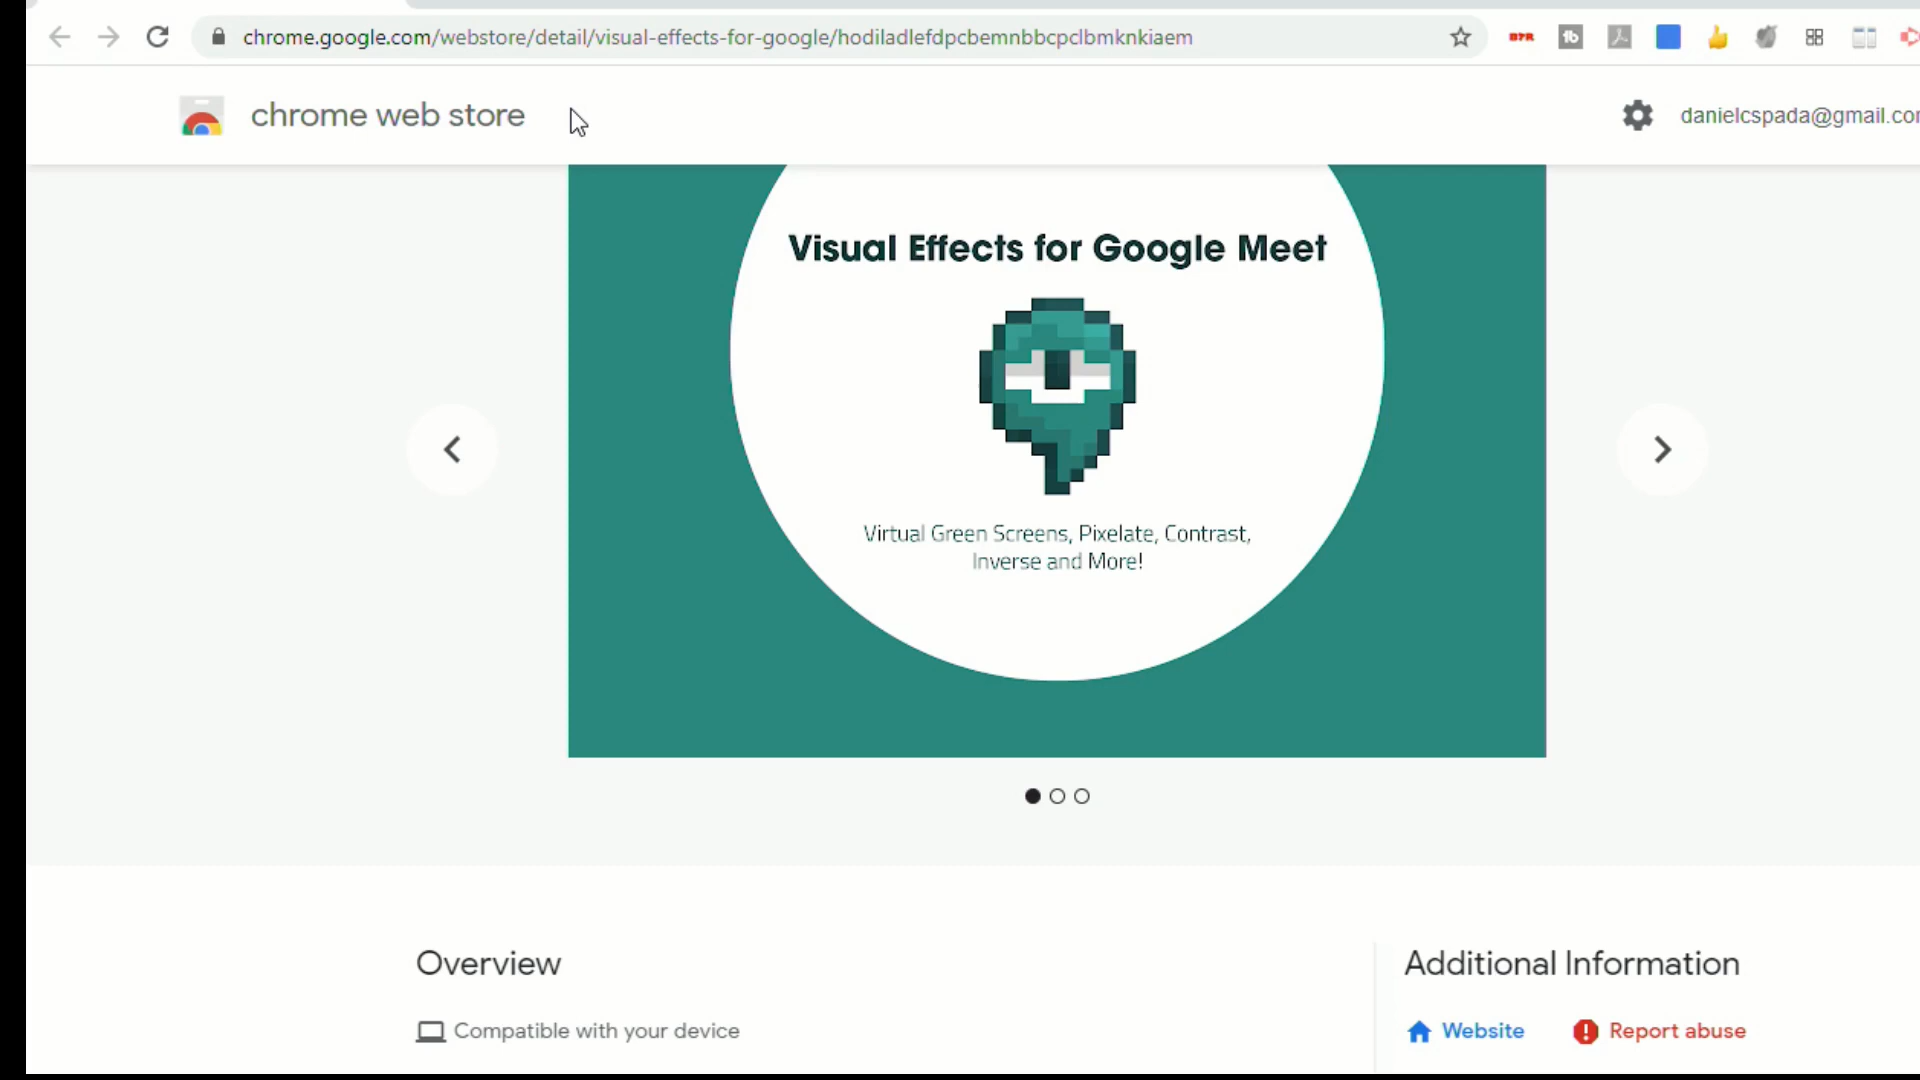 chrome.google.com/webstore/detail/visual-effects-for-google/hodiladlefdpcbemnbbcpclbmknkiaem
chrome web store
danielcspada@gmail.co
Visual Effects for Google Meet
Virtual Green Screens, Pixelate, Contrast,
Inverse and More!
Overview
Additional Information
Compatible with your device
Website
Report abuse